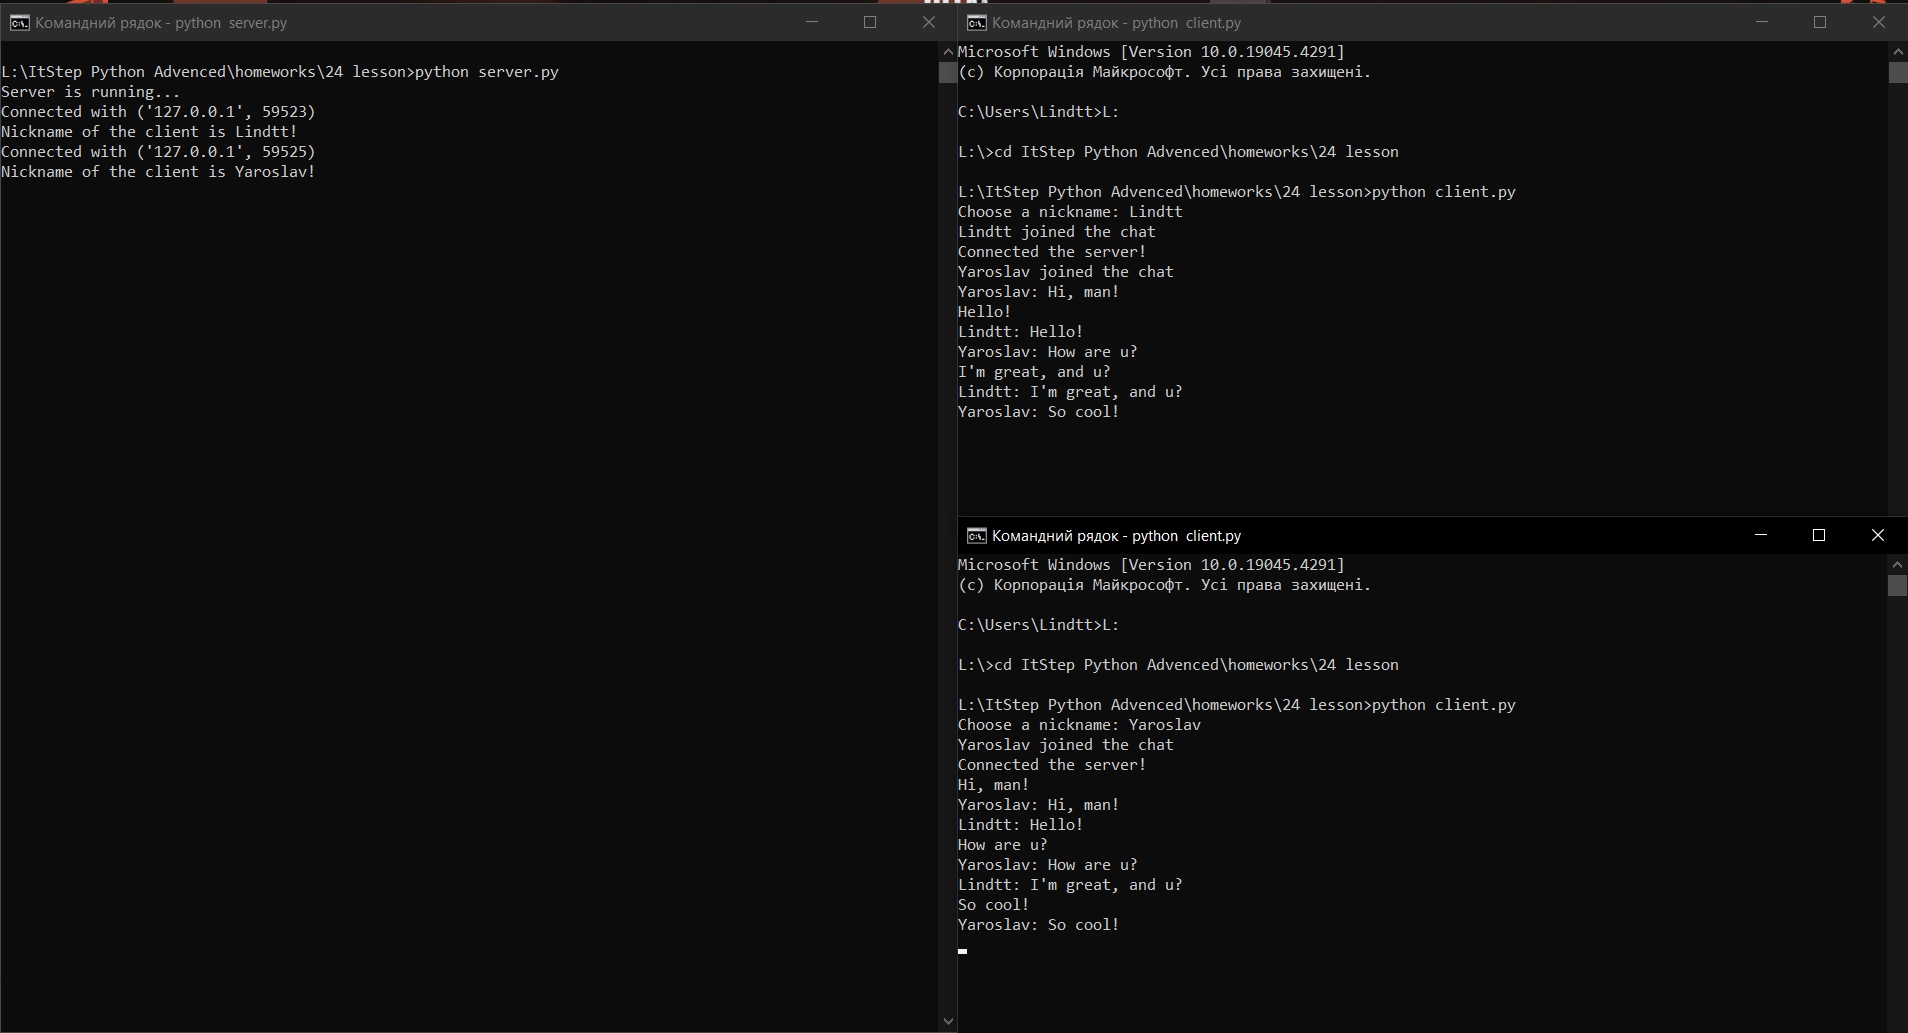 Командний рядок - python  server.py
L:\ItStep Python Advenced\homeworks\24 lesson>python server.py
Server is running...
Connected with ('127.0.0.1', 59523)
Nickname of the client is Lindtt!
Connected with ('127.0.0.1', 59525)
Nickname of the client is Yaroslav!
Командний рядок - python  client.py
Microsoft Windows [Version 10.0.19045.4291]
(c) Корпорація Майкрософт. Усі права захищені.
C:\Users\Lindtt>L:
L:\>cd ItStep Python Advenced\homeworks\24 lesson
L:\ItStep Python Advenced\homeworks\24 lesson>python client.py
Choose a nickname: Lindtt
Lindtt joined the chat
Connected the server!
Yaroslav joined the chat
Yaroslav: Hi, man!
Hello!
Lindtt: Hello!
Yaroslav: How are u?
I'm great, and u?
Lindtt: I'm great, and u?
Yaroslav: So cool!
Командний рядок - python  client.py
Microsoft Windows [Version 10.0.19045.4291]
(c) Корпорація Майкрософт. Усі права захищені.
C:\Users\Lindtt>L:
L:\>cd ItStep Python Advenced\homeworks\24 lesson
L:\ItStep Python Advenced\homeworks\24 lesson>python client.py
Choose a nickname: Yaroslav
Yaroslav joined the chat
Connected the server!
Hi, man!
Yaroslav: Hi, man!
Lindtt: Hello!
How are u?
Yaroslav: How are u?
Lindtt: I'm great, and u?
So cool!
Yaroslav: So cool!